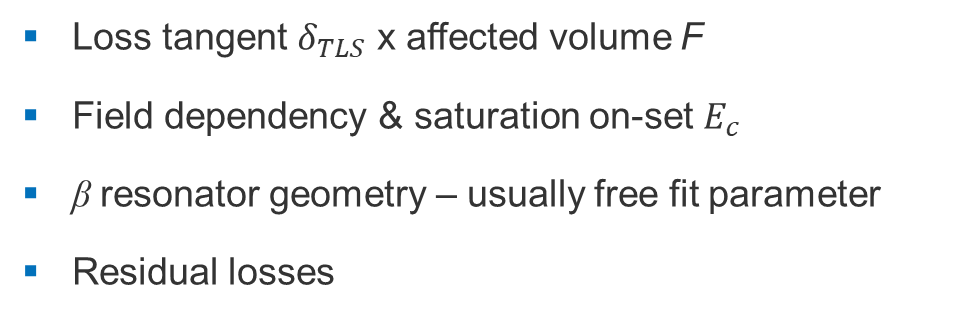 ▪ Loss tangent δ_TLS x affected volume F
▪ Field dependency & saturation on-set E_c
▪ β resonator geometry – usually free fit parameter
▪ Residual losses